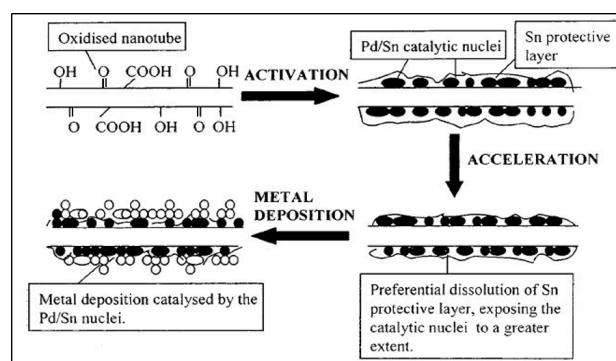 Oxidised nanotube
OH O COOH O OH
O COOH OH O OH
ACTIVATION
Pd/Sn catalytic nuclei
Sn protective
layer
ACCELERATION
Preferential dissolution of Sn
protective layer, exposing the
catalytic nuclei to a greater
extent.
METAL
DEPOSITION
Metal deposition catalysed by the
Pd/Sn nuclei.